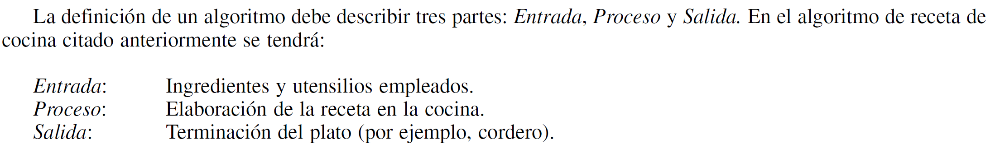 La definición de un algoritmo debe describir tres partes: Entrada, Proceso y Salida. En el algoritmo de receta de
cocina citado anteriormente se tendrá:
Entrada: Ingredientes y utensilios empleados.
Proceso: Elaboración de la receta en la cocina.
Salida: Terminación del plato (por ejemplo, cordero).